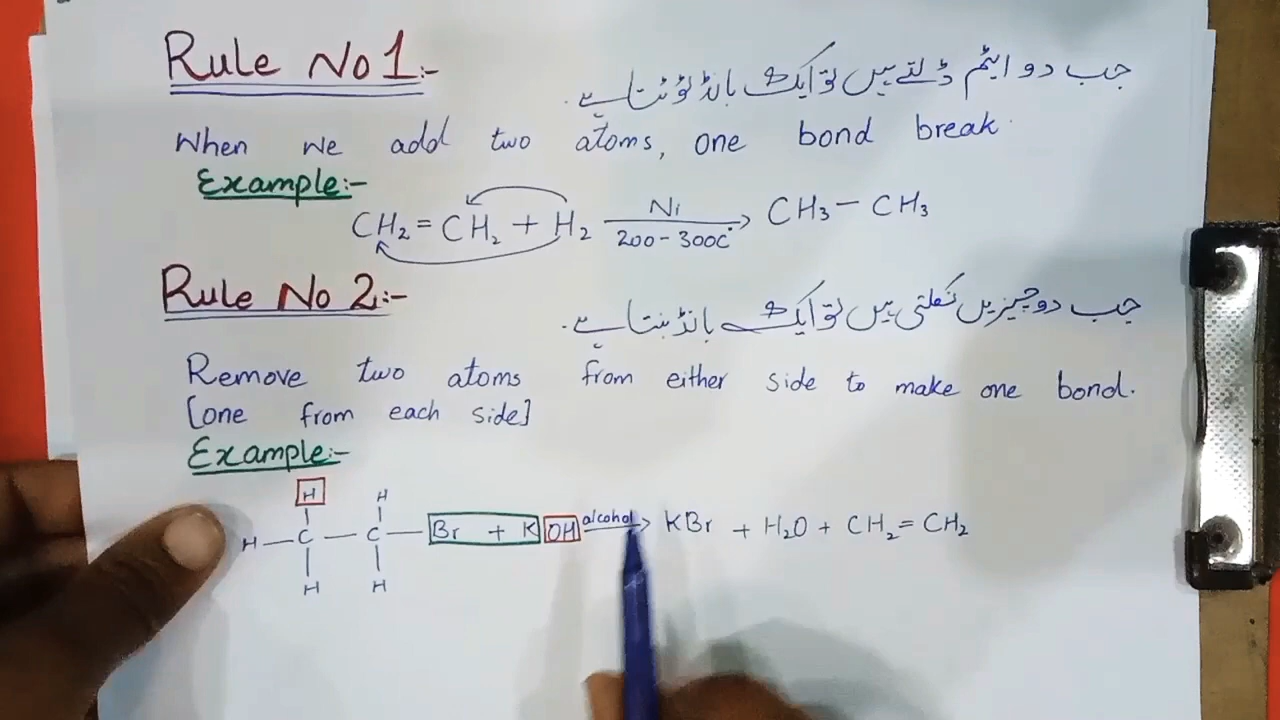 Rule No 1:-
جب دو ایٹم ڈلتے ہیں تو ایک بانڈ ٹوٹتا ہے۔
When we add two atoms, one bond break.
Example:-
CH₂ = CH₂ + H₂ Ni 200-300C° → CH₃ — CH₃
Rule No 2:-
جب دو چیزیں نکلتی ہیں تو ایک بانڈ بنتا ہے۔
Remove two atoms from either side to make one bond.
[one from each side]
Example:-
H H
H — C — C — Br + K OH alcohol → KBr + H₂O + CH₂ = CH₂
H H